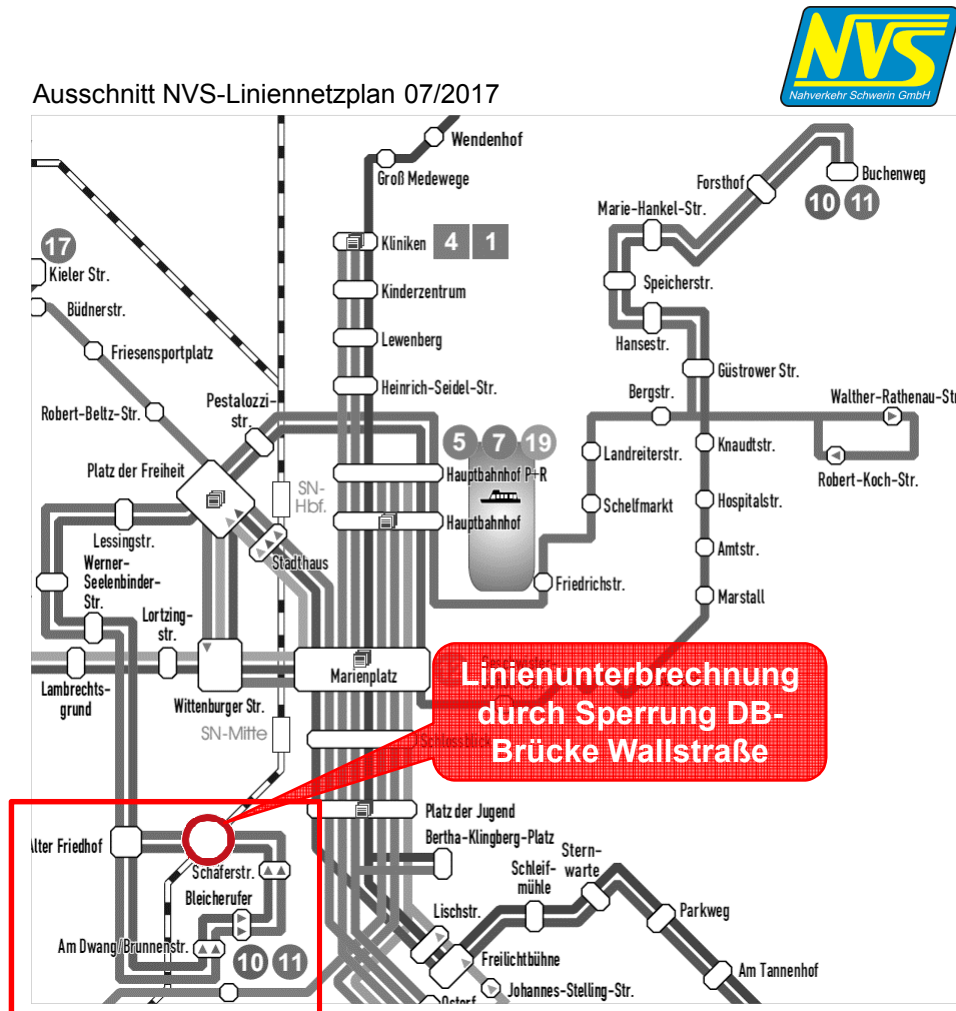 NVS
Nahverkehr Schwerin GmbH
Ausschnitt NVS-Liniennetzplan 07/2017
Wendenhof
Groß Medewege
Forsthof
Buchenweg
10 11
Marie-Hankel-Str.
Kliniken 4 1
17
Kieler Str.
Kinderzentrum
Speicherstr.
Büdnerstr.
Lewenberg
Hansestr.
Friesensportplatz
Güstrower Str.
Heinrich-Seidel-Str.
Pestalozzi-
str.
Bergstr.
Walther-Rathenau-St
Robert-Beltz-Str.
5 7 19
Landreiterstr.
Knaudtstr.
Platz der Freiheit
Hauptbahnhof P+R
Robert-Koch-Str.
SN-
Hbf.
Schelfmarkt
Hospitalstr.
Hauptbahnhof
Lessingstr.
Stadthaus
Amtstr.
Werner-
Seelenbinder-
Str.
Friedrichstr.
Marstall
Lortzing-
str.
Marienplatz
Lambrechts-
grund
Wittenburger Str.
SN-Mitte
Linienunterbrechnung
durch Sperrung DB-
Brücke Wallstraße
Schlossblick
Platz der Jugend
Alter Friedhof
Bertha-Klingberg-Platz
Schäferstr.
Schleif-
mühle
Stern-
warte
Bleicherufer
Lischstr.
Parkweg
Am Dwang/Brunnenstr.
10 11
Freilichtbühne
Am Tannenhof
Johannes-Stelling-Str.
Ostorf